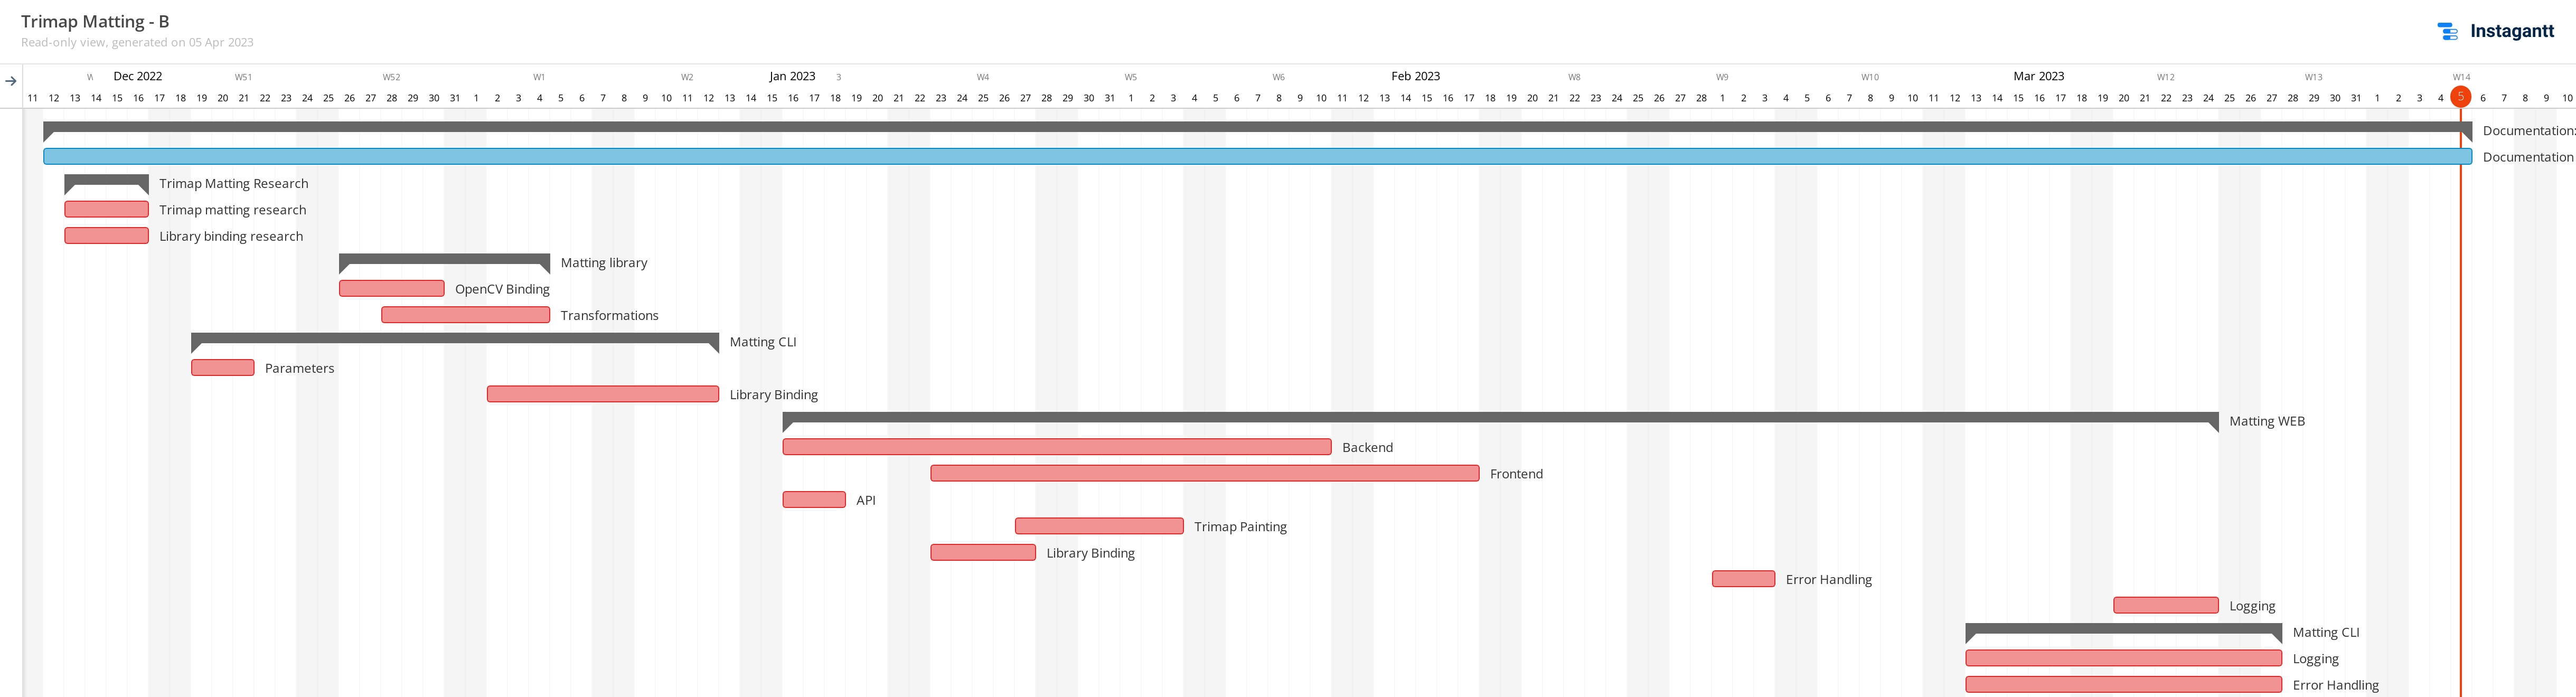 Trimap Matting - B
Read-only view, generated on 05 Apr 2023
Instagantt
W Dec 2022 W51 W52 W1 W2 Jan 2023 3 W4 W5 W6 Feb 2023 W8 W9 W10 Mar 2023 W12 W13 W14
11 12 13 14 15 16 17 18 19 20 21 22 23 24 25 26 27 28 29 30 31 1 2 3 4 5 6 7 8 9 10 11 12 13 14 15 16 17 18 19 20 21 22 23 24 25 26 27 28 29 30 31 1 2 3 4 5 6 7 8 9 10 11 12 13 14 15 16 17 18 19 20 21 22 23 24 25 26 27 28 1 2 3 4 5 6 7 8 9 10 11 12 13 14 15 16 17 18 19 20 21 22 23 24 25 26 27 28 29 30 31 1 2 3 4 5 6 7 8 9 10
Documentation:
Documentation
Trimap Matting Research
Trimap matting research
Library binding research
Matting library
OpenCV Binding
Transformations
Matting CLI
Parameters
Library Binding
Matting WEB
Backend
Frontend
API
Trimap Painting
Library Binding
Error Handling
Logging
Matting CLI
Logging
Error Handling